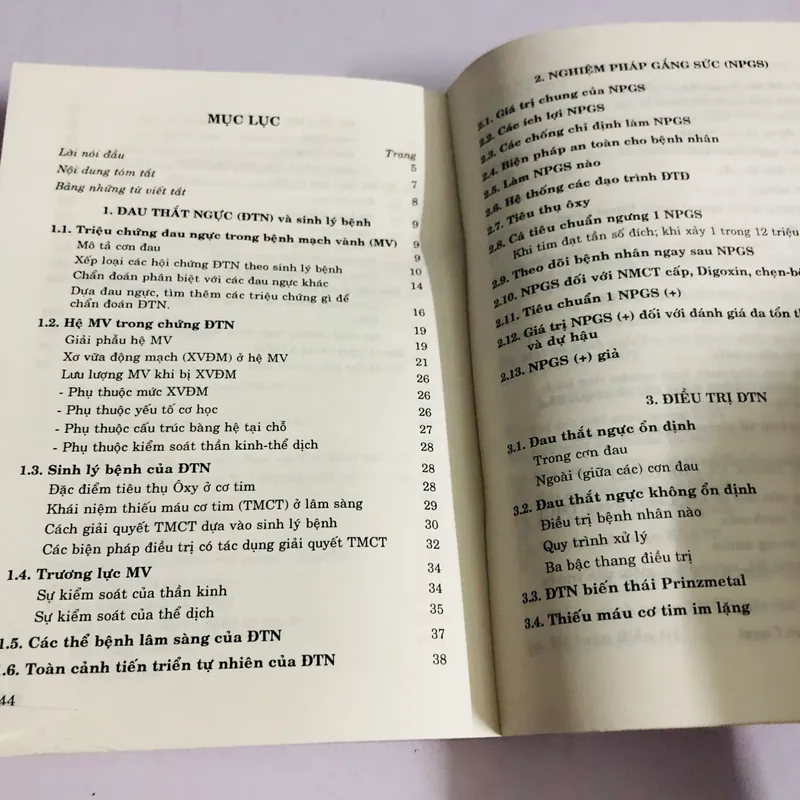 MỤC LỤC
Trang
Lời nói đầu 5
Nội dung tóm tắt 7
Bảng những từ viết tắt 8
1. ĐAU THẮT NGỰC (ĐTN) và sinh lý bệnh 9
1.1. Triệu chứng đau ngực trong bệnh mạch vành (MV) 9
Mô tả cơn đau 9
Xếp loại các hội chứng ĐTN theo sinh lý bệnh 10
Chẩn đoán phân biệt với các đau ngực khác 14
Dựa đau ngực, tìm thêm các triệu chứng gì để
chẩn đoán ĐTN. 16
1.2. Hệ MV trong chứng ĐTN 19
Giải phẫu hệ MV 19
Xơ vữa động mạch (XVĐM) ở hệ MV 21
Lưu lượng MV khi bị XVĐM 26
- Phụ thuộc mức XVĐM 26
- Phụ thuộc yếu tố cơ học 26
- Phụ thuộc cấu trúc bàng hệ tại chỗ 27
- Phụ thuộc kiểm soát thần kinh-thể dịch 28
1.3. Sinh lý bệnh của ĐTN 28
Đặc điểm tiêu thụ Ôxy ở cơ tim 28
Khái niệm thiếu máu cơ tim (TMCT) ở lâm sàng 29
Cách giải quyết TMCT dựa vào sinh lý bệnh 30
Các biện pháp điều trị có tác dụng giải quyết TMCT 32
1.4. Trương lực MV 34
Sự kiểm soát của thần kinh 34
Sự kiểm soát của thể dịch 35
1.5. Các thể bệnh lâm sàng của ĐTN 37
1.6. Toàn cảnh tiến triển tự nhiên của ĐTN 38
44
2. NGHIỆM PHÁP GẮNG SỨC (NPGS)
2.1. Giá trị chung của NPGS
2.2. Các ích lợi NPGS
2.3. Các chống chỉ định làm NPGS
2.4. Biện pháp an toàn cho bệnh nhân
2.5. Làm NPGS nào
2.6. Hệ thống các đạo trình ĐTĐ
2.7. Tiêu thụ ôxy
2.8. Cá tiêu chuẩn ngưng 1 NPGS
Khi tim đạt tần số đích; khi xảy 1 trong 12 triệu
2.9. Theo dõi bệnh nhân ngay sau NPGS
2.10. NPGS đối với NMCT cấp, Digoxin, chẹn-bê
2.11. Tiêu chuẩn 1 NPGS (+)
2.12. Giá trị NPGS (+) đối với đánh giá đa tổn th
và dự hậu
2.13. NPGS (+) giả
3. ĐIỀU TRỊ ĐTN
3.1. Đau thắt ngực ổn định
Trong cơn đau
Ngoài (giữa các) cơn đau
3.2. Đau thắt ngực không ổn định
Điều trị bệnh nhân nào
Quy trình xử lý
Ba bậc thang điều trị
3.3. ĐTN biến thái Prinzmetal
3.4. Thiếu máu cơ tim im lặng